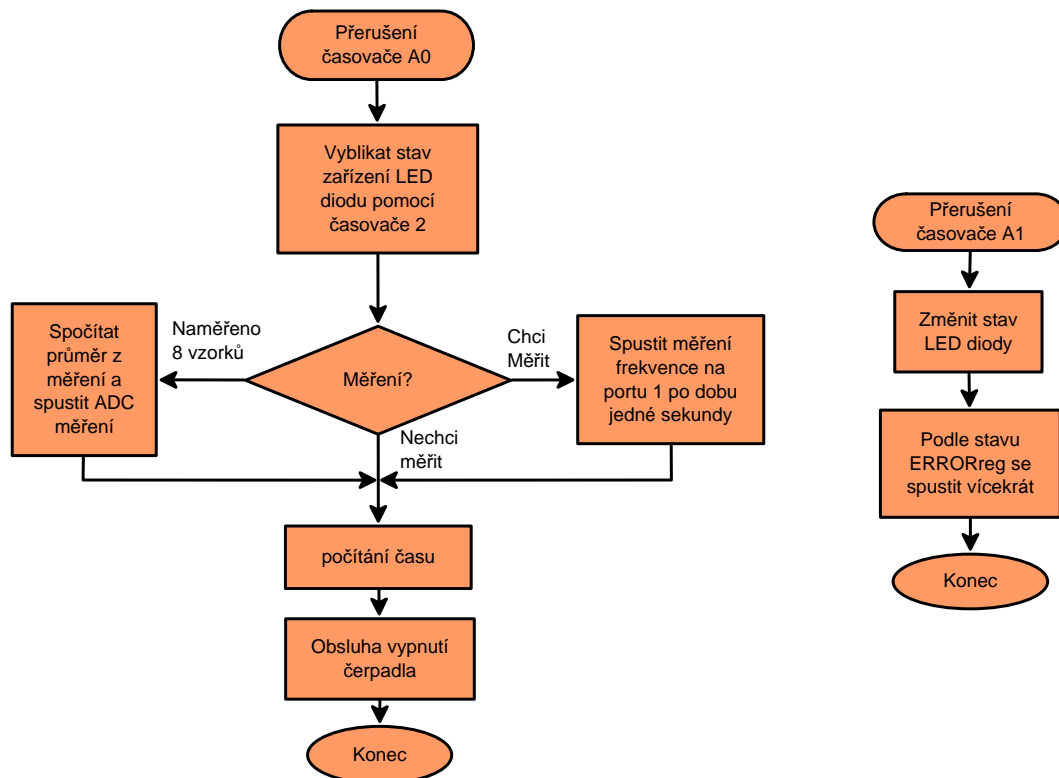 Přerušení
časovače A0
Vyblikat stav
zařízení LED
diodu pomocí
časovače 2
Spočítat
průměr z
měření a
spustit ADC
měření
Naměřeno
8 vzorků
Měření?
Chci
Měřit
Spustit měření
frekvence na
portu 1 po dobu
jedné sekundy
Nechci
měřit
počítání času
Obsluha vypnutí
čerpadla
Konec
Přerušení
časovače A1
Změnit stav
LED diody
Podle stavu
ERRORreg se
spustit vícekrát
Konec